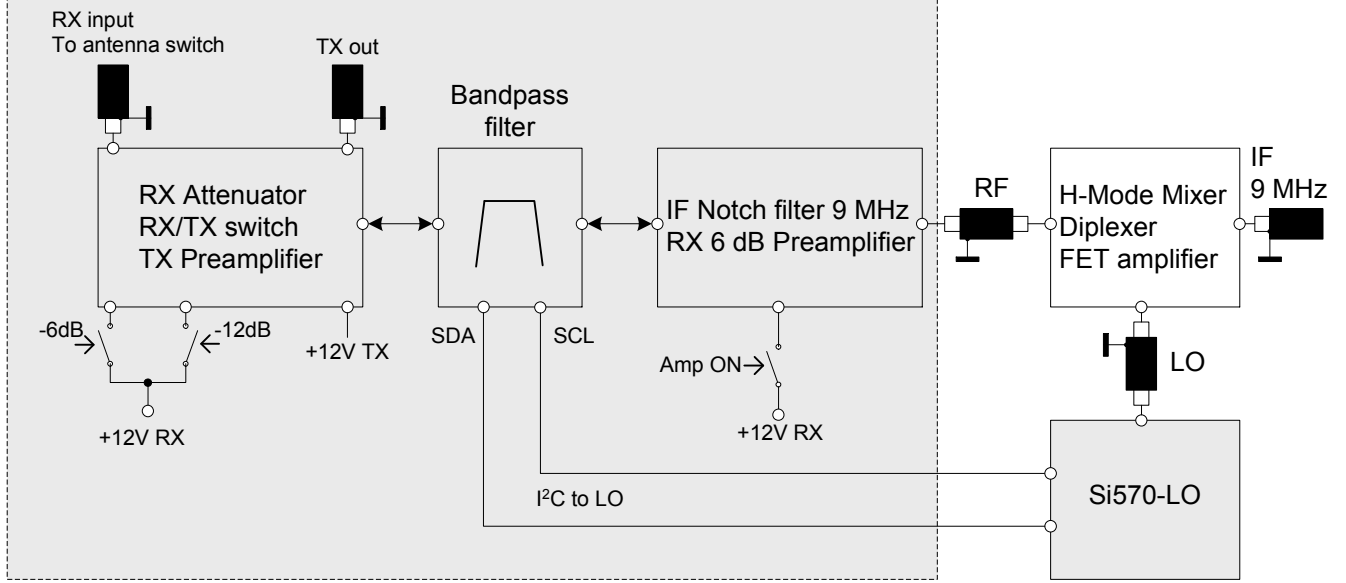 RX input
To antenna switch
TX out
Bandpass
filter
RX Attenuator
RX/TX switch
TX Preamplifier
IF Notch filter 9 MHz
RX 6 dB Preamplifier
RF
H-Mode Mixer
Diplexer
FET amplifier
IF
9 MHz
-6dB
-12dB
+12V TX
+12V RX
SDA
SCL
Amp ON
+12V RX
LO
I²C to LO
Si570-LO